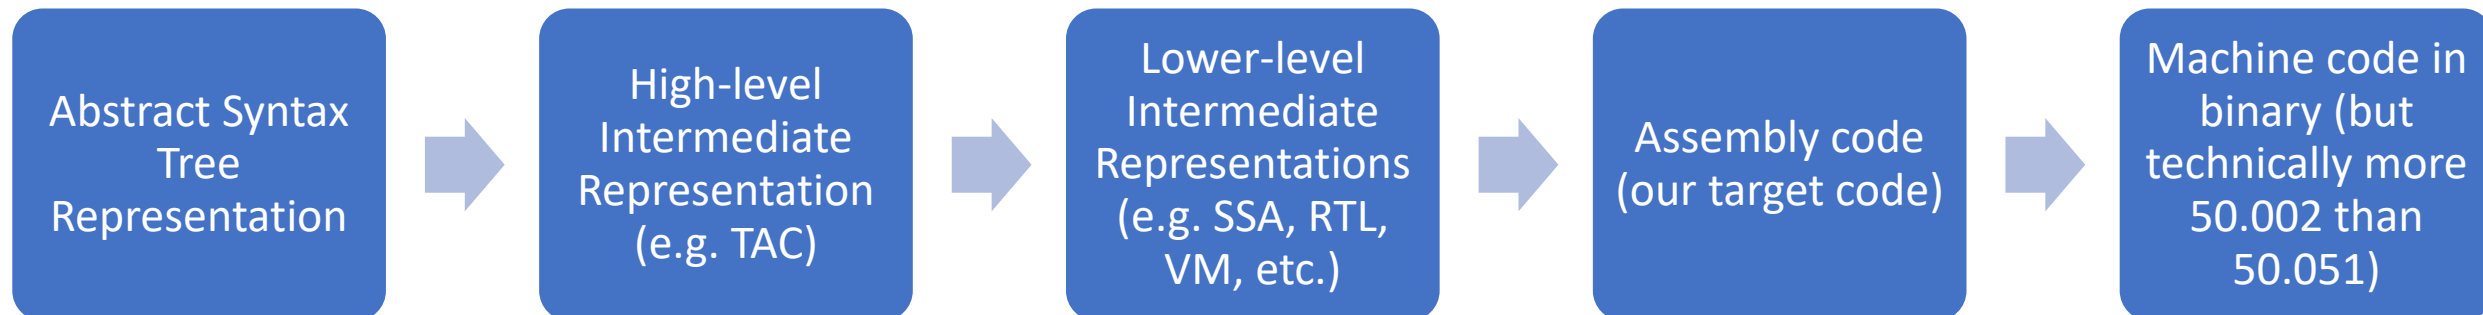 Abstract Syntax
Tree
Representation
High-level
Intermediate
Representation
(e.g. TAC)
Lower-level
Intermediate
Representations
(e.g. SSA, RTL,
VM, etc.)
Assembly code
(our target code)
Machine code in
binary (but
technically more
50.002 than
50.051)